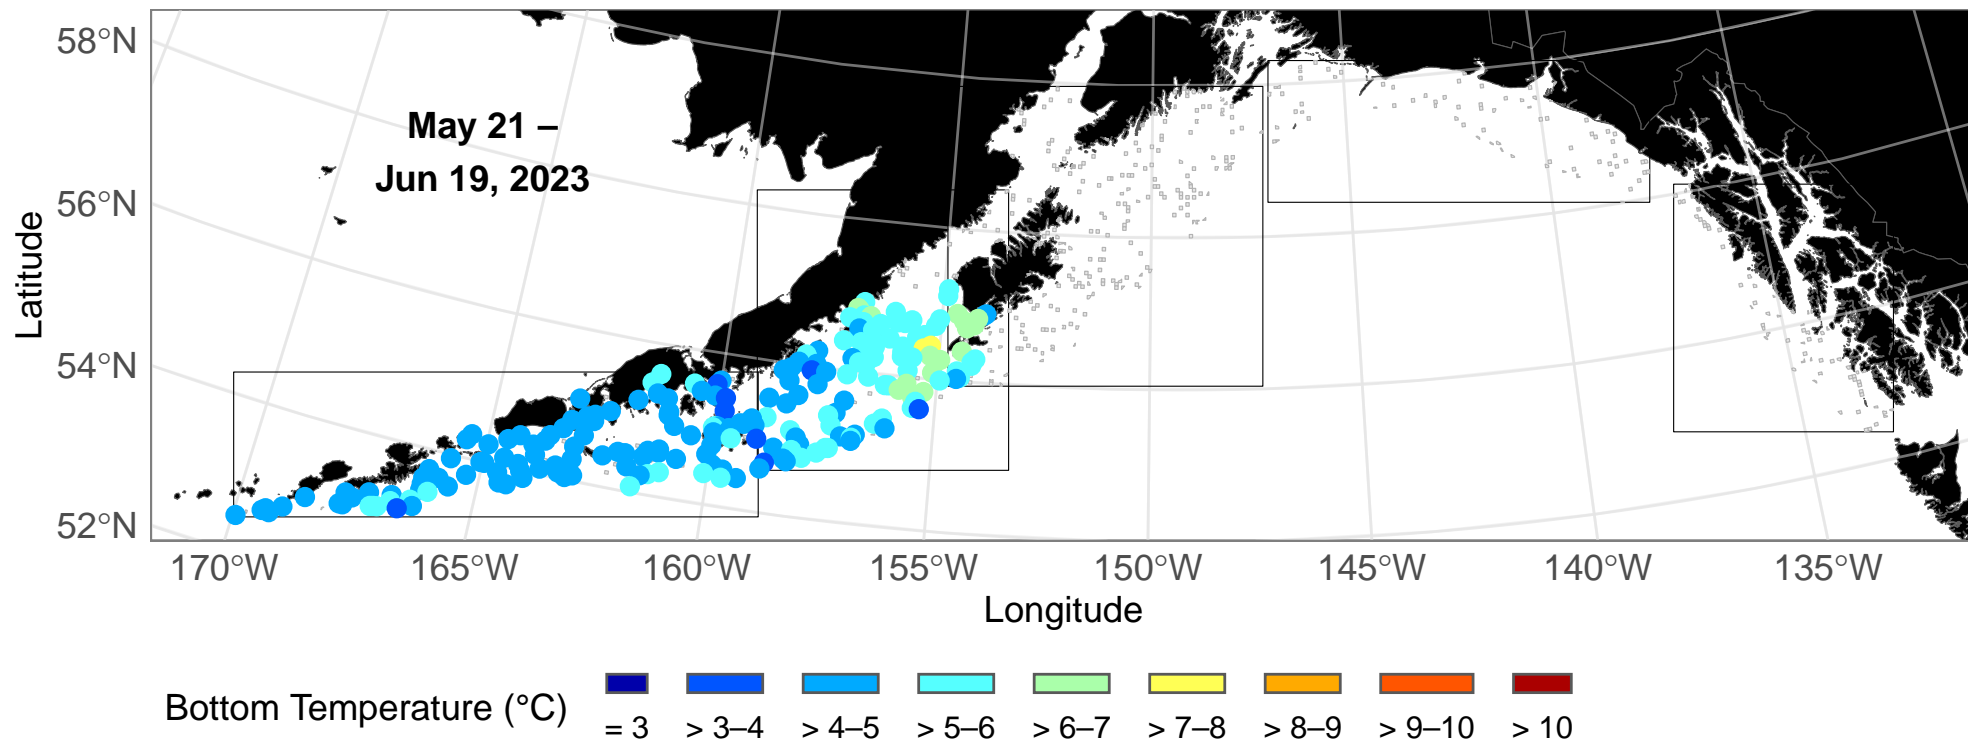 58°N
56°N
54°N
52°N
Latitude
May 21 –
Jun 19, 2023
170°W 165°W 160°W 155°W 150°W 145°W 140°W 135°W
Longitude
Bottom Temperature (°C)
= 3 > 3–4 > 4–5 > 5–6 > 6–7 > 7–8 > 8–9 > 9–10 > 10